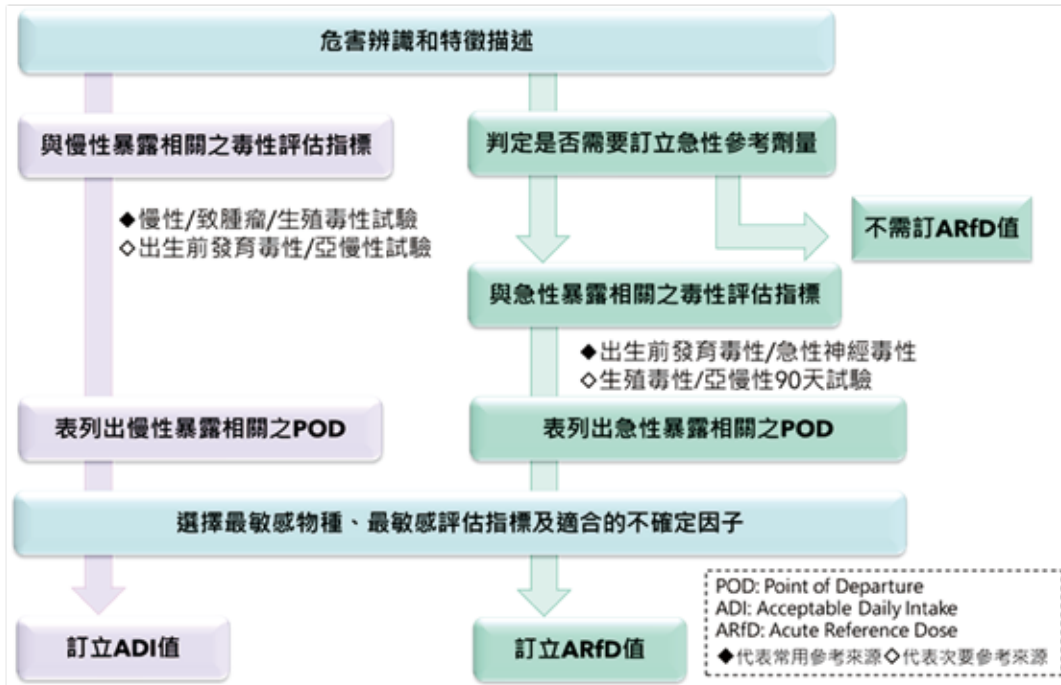 危害辨識和特徵描述
與慢性暴露相關之毒性評估指標
◆慢性/致腫瘤/生殖毒性試驗
◇出生前發育毒性/亞慢性試驗
判定是否需要訂立急性參考劑量
不需訂ARfD值
與急性暴露相關之毒性評估指標
◆出生前發育毒性/急性神經毒性
◇生殖毒性/亞慢性90天試驗
表列出慢性暴露相關之POD
表列出急性暴露相關之POD
選擇最敏感物種、最敏感評估指標及適合的不確定因子
訂立ADI值
訂立ARfD值
POD: Point of Departure
ADI: Acceptable Daily Intake
ARfD: Acute Reference Dose
◆代表常用參考來源◇代表次要參考來源